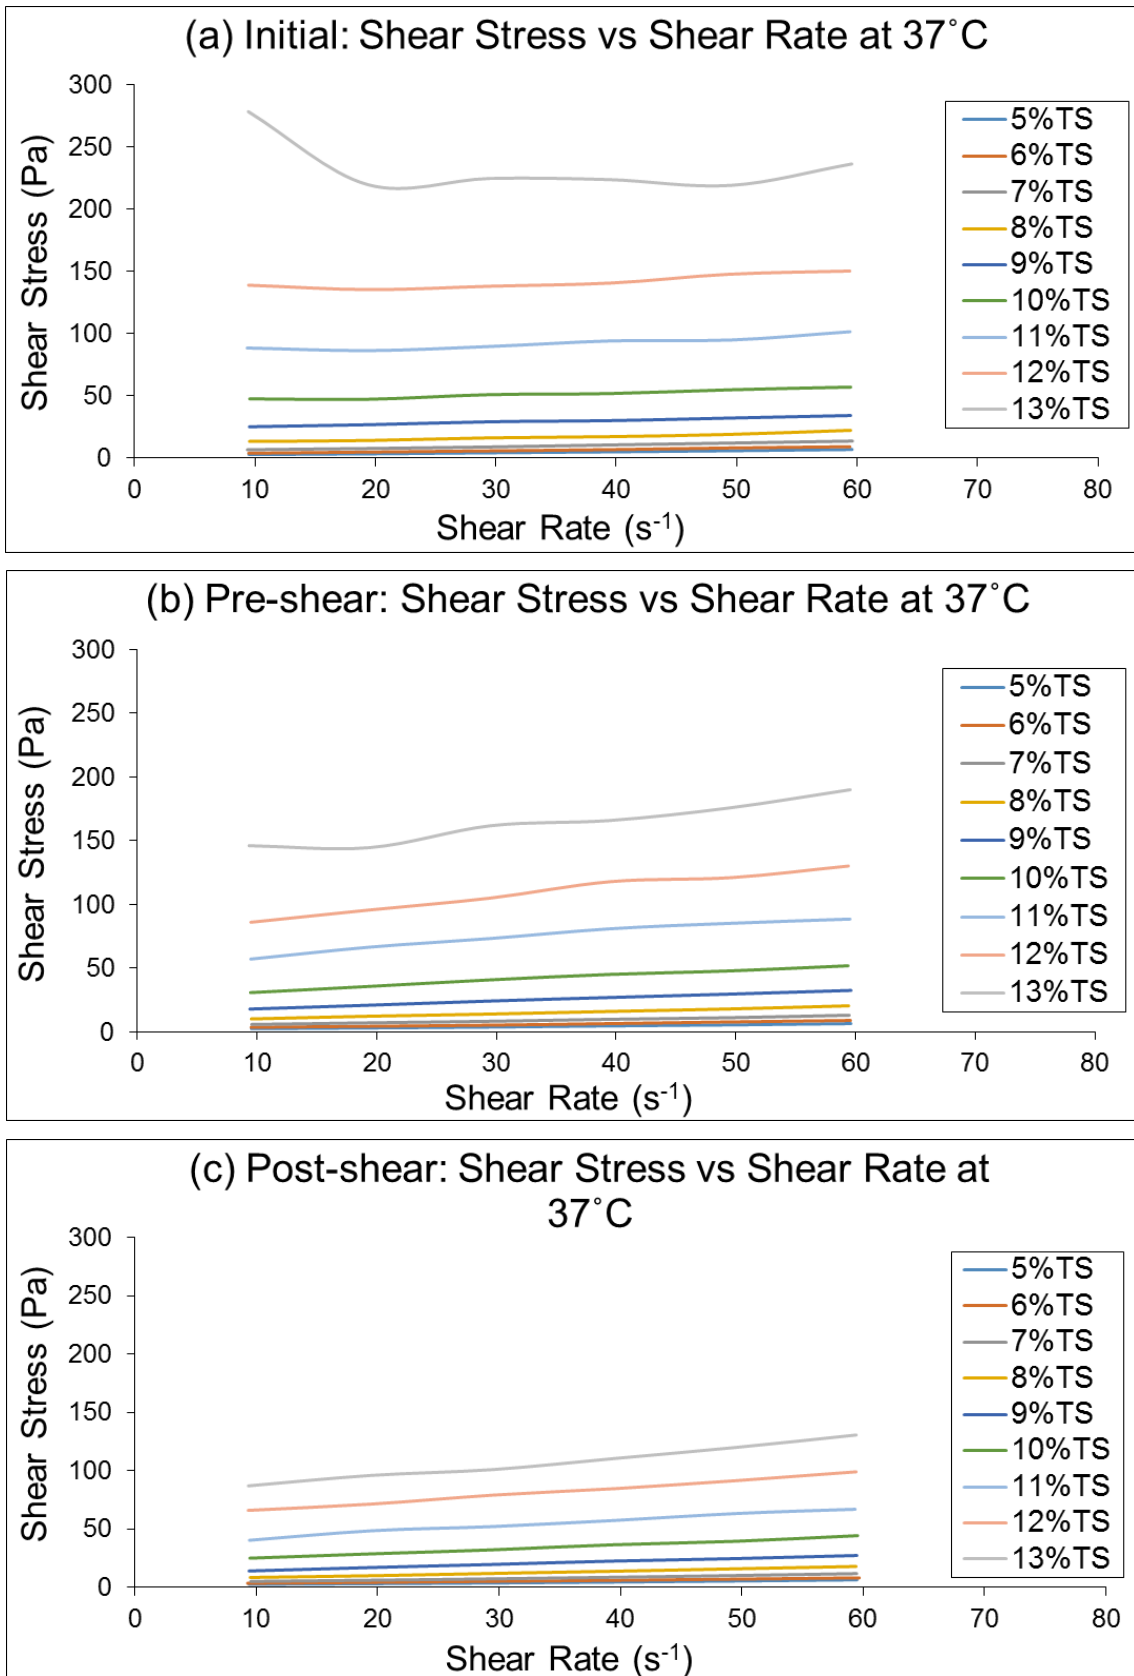 (a) Initial: Shear Stress vs Shear Rate at 37˚C
Shear Stress (Pa)
300
250
200
150
100
50
0
0 10 20 30 40 50 60 70 80
Shear Rate (s-1)
5%TS
6%TS
7%TS
8%TS
9%TS
10%TS
11%TS
12%TS
13%TS
(b) Pre-shear: Shear Stress vs Shear Rate at 37˚C
Shear Stress (Pa)
300
250
200
150
100
50
0
0 10 20 30 40 50 60 70 80
Shear Rate (s-1)
5%TS
6%TS
7%TS
8%TS
9%TS
10%TS
11%TS
12%TS
13%TS
(c) Post-shear: Shear Stress vs Shear Rate at
37˚C
Shear Stress (Pa)
300
250
200
150
100
50
0
0 10 20 30 40 50 60 70 80
Shear Rate (s-1)
5%TS
6%TS
7%TS
8%TS
9%TS
10%TS
11%TS
12%TS
13%TS